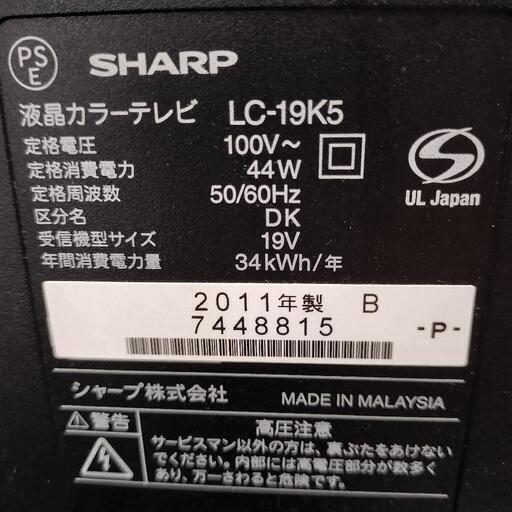 PS
E
SHARP
液晶カラーテレビ LC-19K5
定格電圧 100V～
定格消費電力 44W
定格周波数 50/60Hz
区分名 DK
受信機型サイズ 19V
年間消費電力量 34kWh/年
S
UL Japan
2011年製 B
7448815 -P-
シャープ株式会社 MADE IN MALAYSIA
⚠警告 高圧注意
サービスマン以外の方は、裏ぶたをあけない
でください。内部には高電圧部分が数多く
あり、万一さわると危険です。